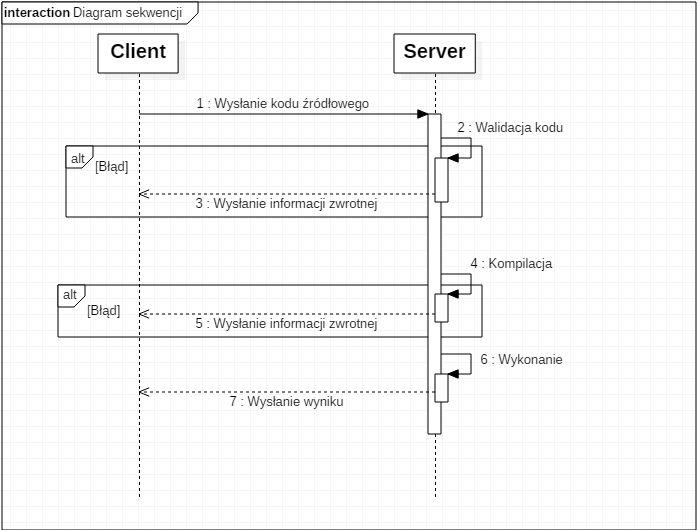 interaction Diagram sekwencji
Client
Server
1 : Wysłanie kodu źródłowego
2 : Walidacja kodu
alt
[Błąd]
3 : Wysłanie informacji zwrotnej
4 : Kompilacja
alt
[Błąd]
5 : Wysłanie informacji zwrotnej
6 : Wykonanie
7 : Wysłanie wyniku